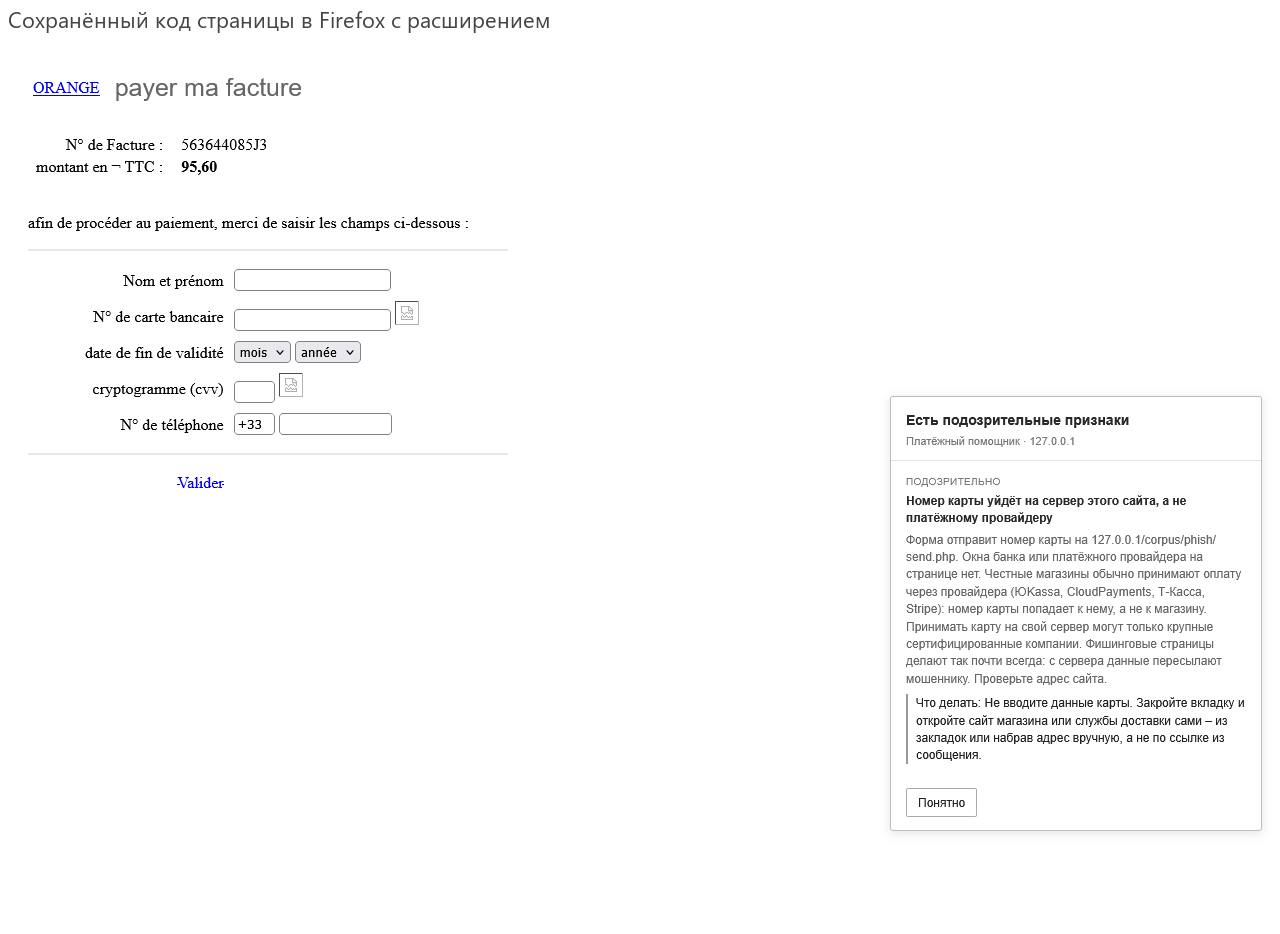 Сохранённый код страницы в Firefox с расширением
ORANGE payer ma facture
N° de Facture : 563644085J3
montant en ¬ TTC : 95,60
afin de procéder au paiement, merci de saisir les champs ci-dessous :
Nom et prénom
N° de carte bancaire
date de fin de validité mois année
cryptogramme (cvv)
N° de téléphone +33
Valider
Есть подозрительные признаки
Платёжный помощник · 127.0.0.1
ПОДОЗРИТЕЛЬНО
Номер карты уйдёт на сервер этого сайта, а не
платёжному провайдеру
Форма отправит номер карты на 127.0.0.1/corpus/phish/
send.php. Окна банка или платёжного провайдера на
странице нет. Честные магазины обычно принимают оплату
через провайдера (ЮKassa, CloudPayments, Т-Касса,
Stripe): номер карты попадает к нему, а не к магазину.
Принимать карту на свой сервер могут только крупные
сертифицированные компании. Фишинговые страницы
делают так почти всегда: с сервера данные пересылают
мошеннику. Проверьте адрес сайта.
Что делать: Не вводите данные карты. Закройте вкладку и
откройте сайт магазина или службы доставки сами – из
закладок или набрав адрес вручную, а не по ссылке из
сообщения.
Понятно